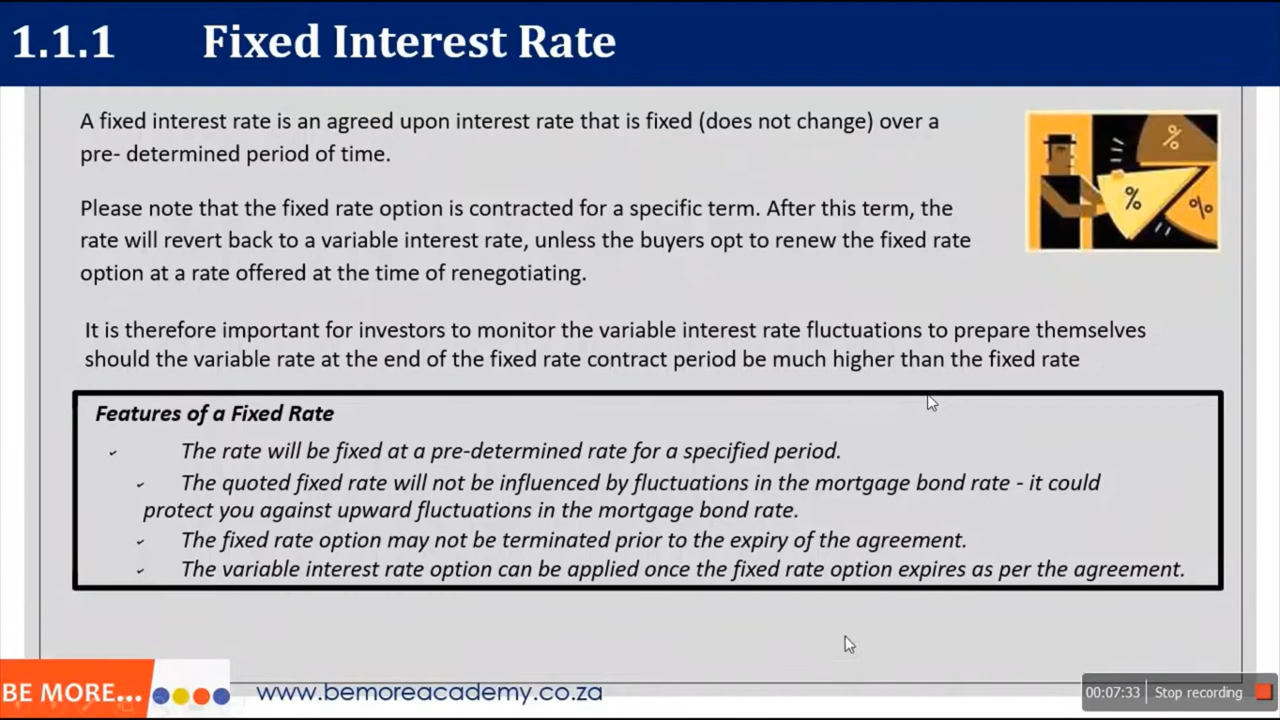 1.1.1 Fixed Interest Rate
A fixed interest rate is an agreed upon interest rate that is fixed (does not change) over a
pre- determined period of time.
Please note that the fixed rate option is contracted for a specific term. After this term, the
rate will revert back to a variable interest rate, unless the buyers opt to renew the fixed rate
option at a rate offered at the time of renegotiating.
% % %
It is therefore important for investors to monitor the variable interest rate fluctuations to prepare themselves
should the variable rate at the end of the fixed rate contract period be much higher than the fixed rate
Features of a Fixed Rate
✓ The rate will be fixed at a pre-determined rate for a specified period.
✓ The quoted fixed rate will not be influenced by fluctuations in the mortgage bond rate - it could
protect you against upward fluctuations in the mortgage bond rate.
✓ The fixed rate option may not be terminated prior to the expiry of the agreement.
✓ The variable interest rate option can be applied once the fixed rate option expires as per the agreement.
BE MORE... www.bemoreacademy.co.za
00:07:33 Stop recording